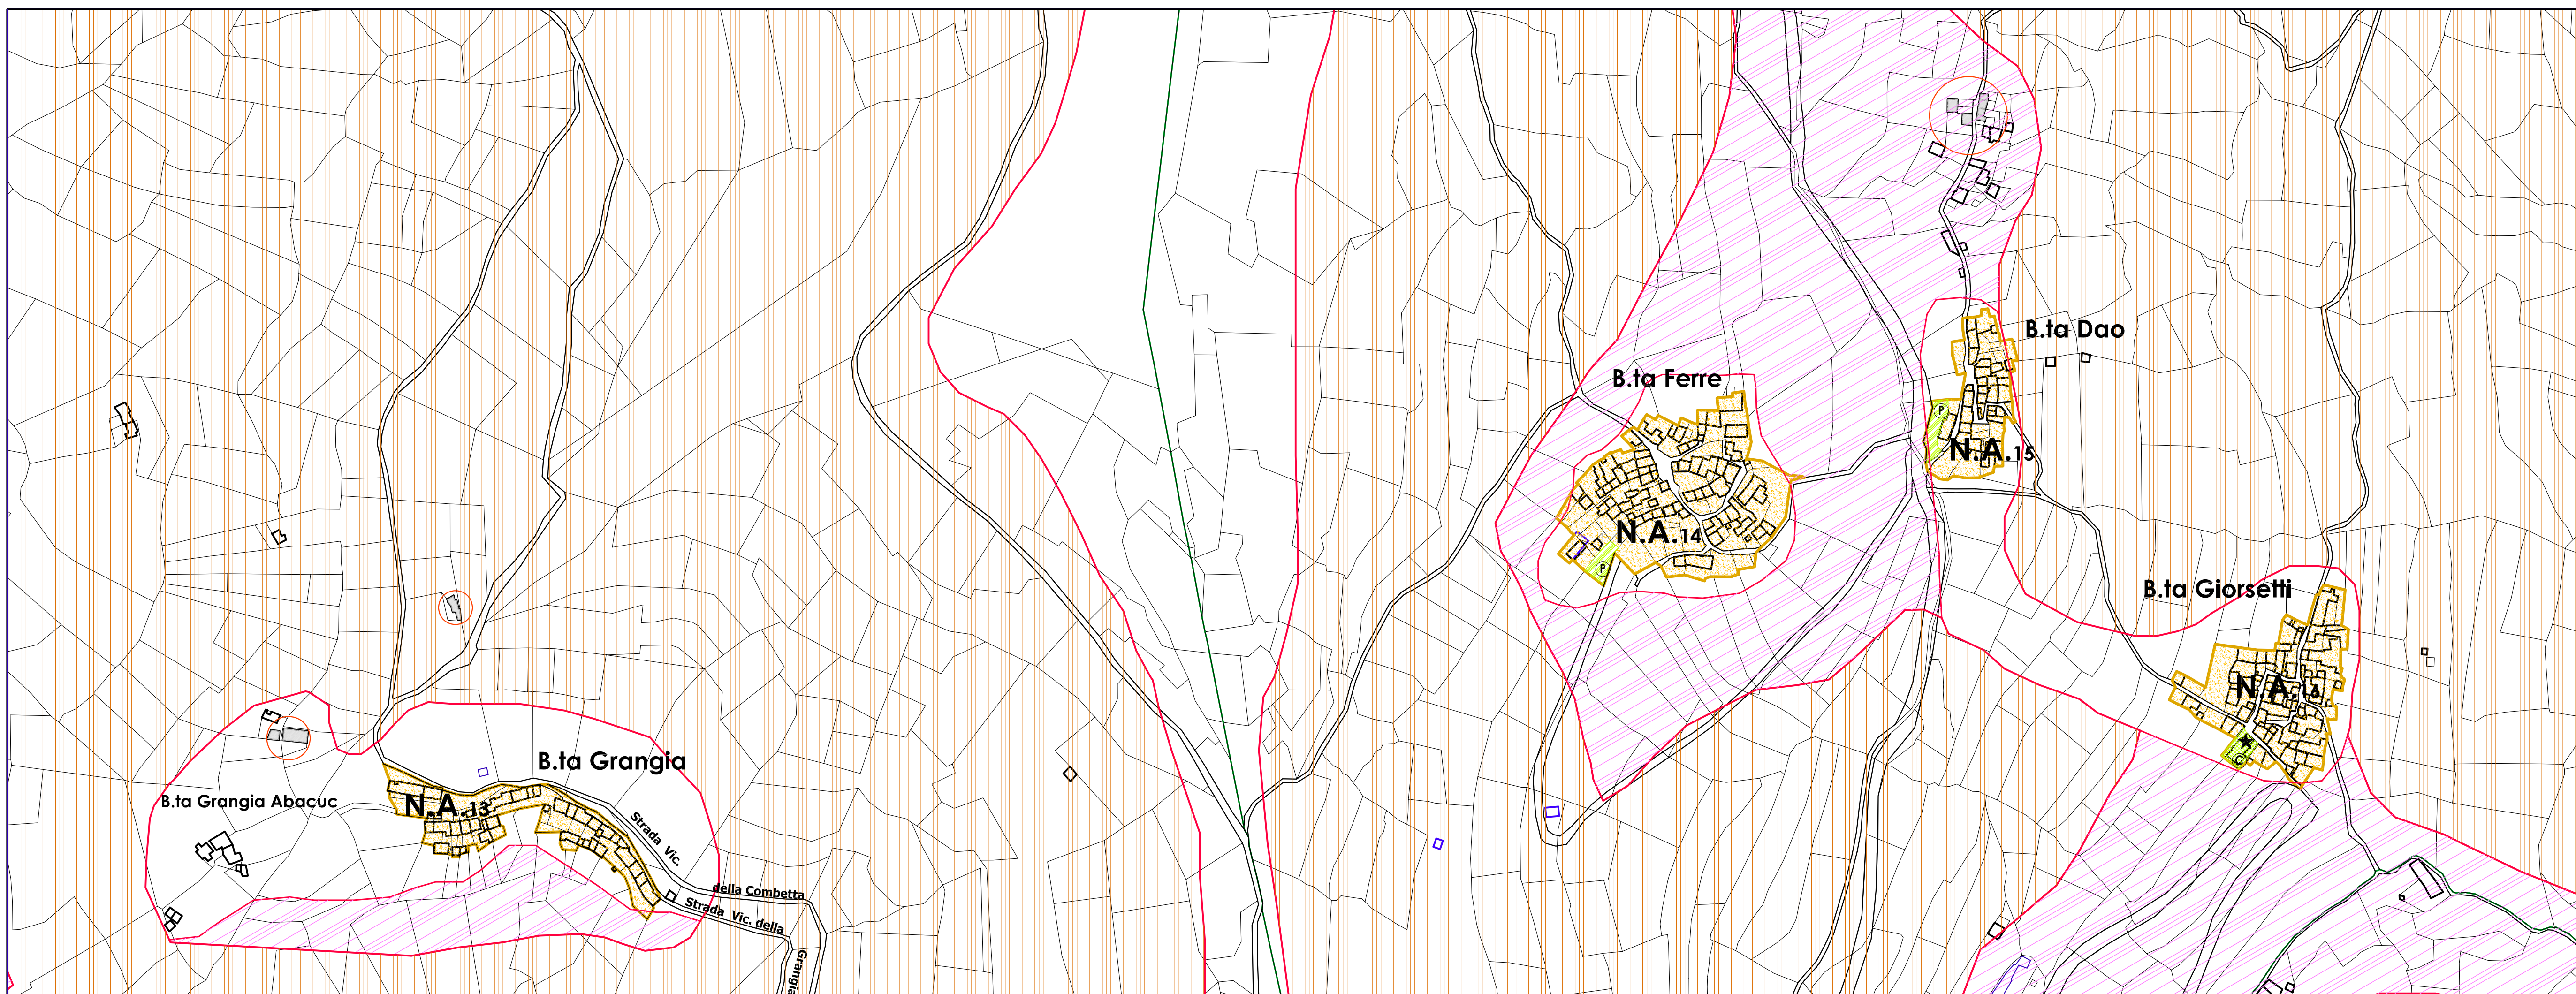 B.ta Dao
B.ta Ferre
P
N.A.15
N.A.14
P
B.ta Giorsetti
N.A.16
C
B.ta Grangia
B.ta Grangia Abacuc
N.A.13
Strada Vic.
della Combetta
Strada Vic. della
Grangia